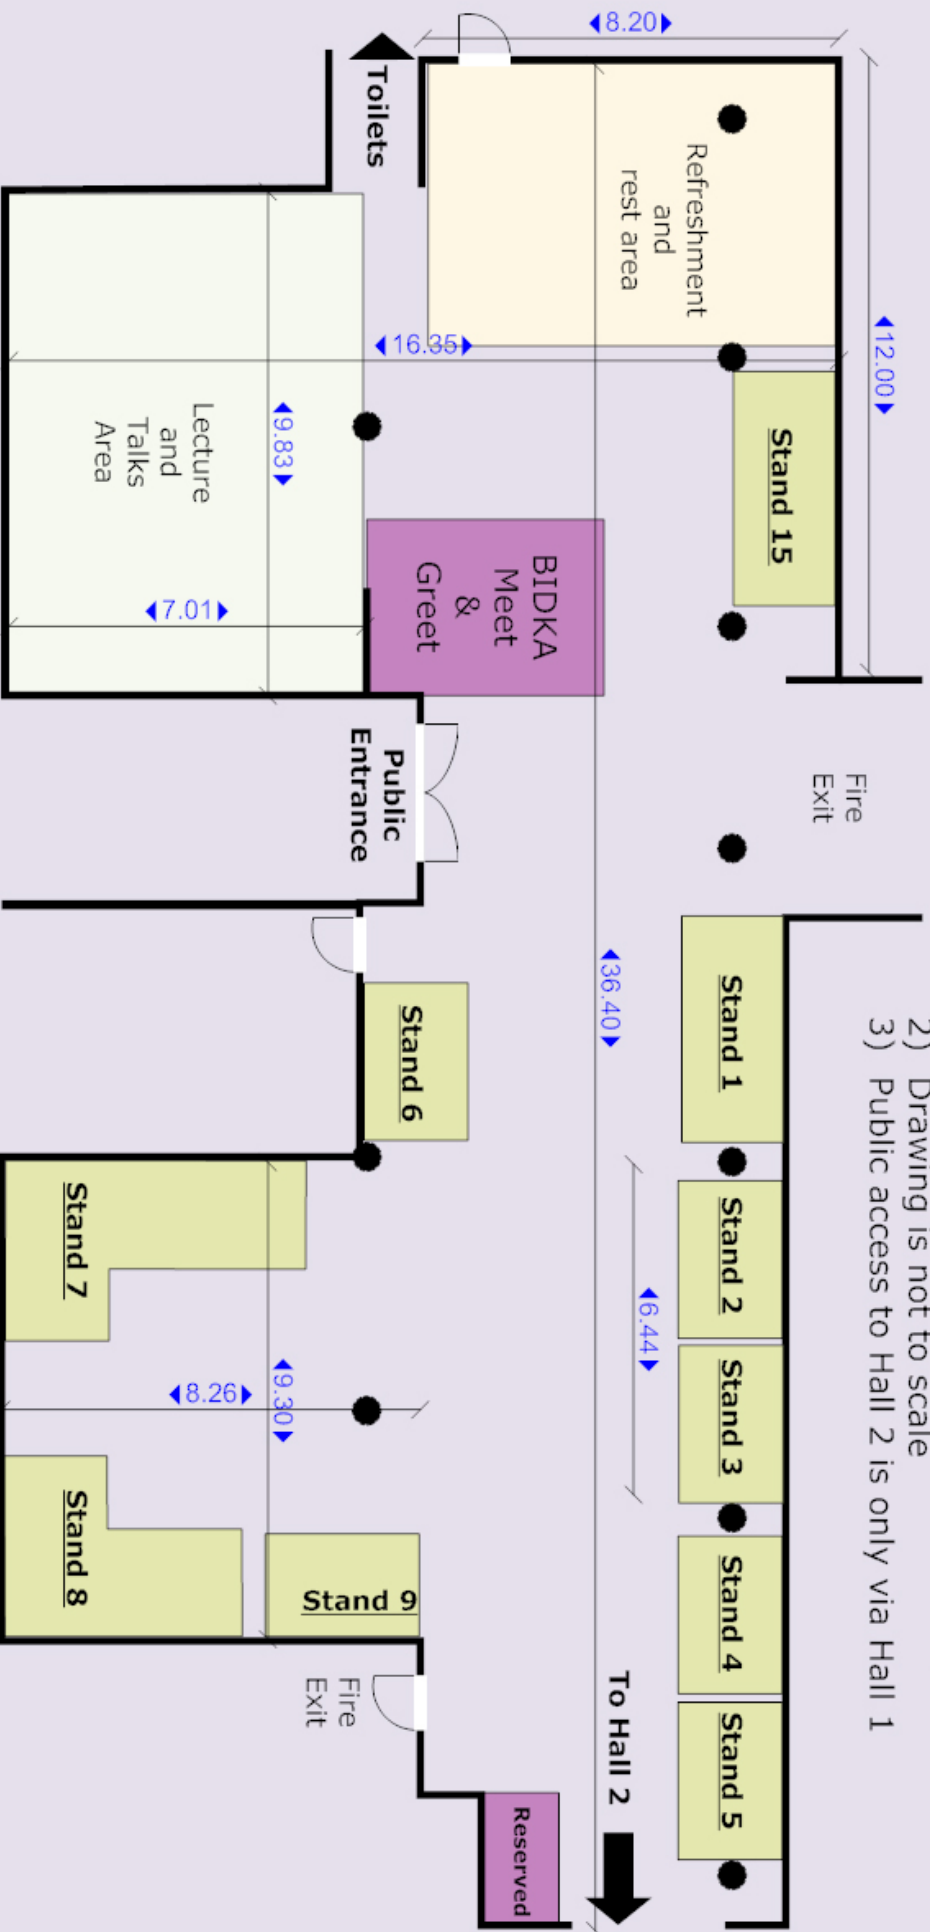 2) Drawing is not to scale
3) Public access to Hall 2 is only via Hall 1
12.00
Fire
Exit
8.20
Refreshment
and
rest area
Stand 15
Stand 1
Stand 2
Stand 3
Stand 4
Stand 5
6.44
36.40
To Hall 2
Reserved
BIDKA
Meet
&
Greet
16.35
Toilets
Public
Entrance
Stand 6
Stand 9
Fire
Exit
9.83
9.30
Lecture
and
Talks
Area
7.01
8.26
Stand 7
Stand 8